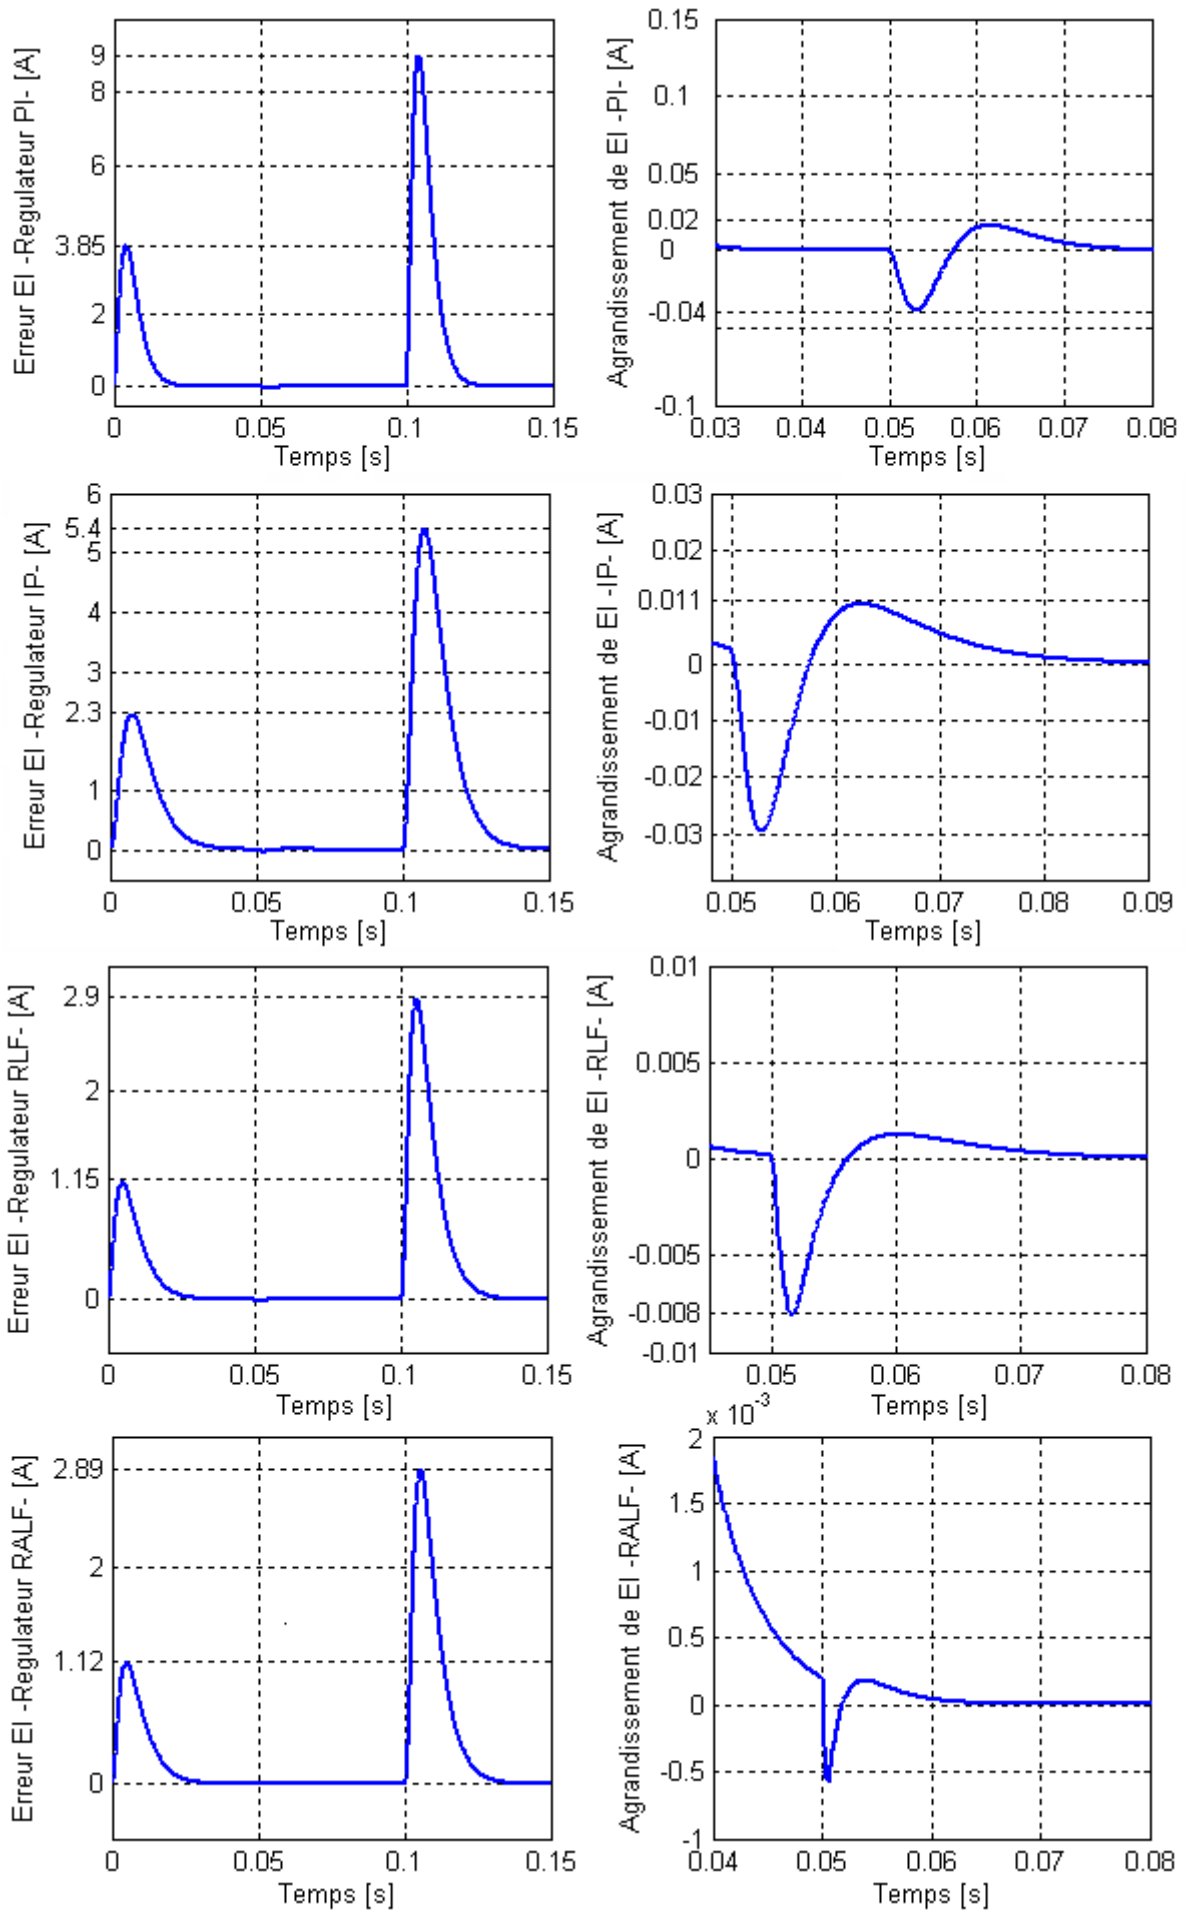 Erreur EI -Regulateur PI- [A]
9
8
6
3.85
2
0
0 0.05 0.1 0.15
Temps [s]
Agrandissement de EI -PI- [A]
0.15
0.1
0.05
0.02
0
-0.04
-0.1
0.03 0.04 0.05 0.06 0.07 0.08
Temps [s]
Erreur EI -Regulateur IP- [A]
6
5.4
5
4
3
2.3
1
0
0 0.05 0.1 0.15
Temps [s]
Agrandissement de EI -IP- [A]
0.03
0.02
0.011
0
-0.01
-0.02
-0.03
0.05 0.06 0.07 0.08 0.09
Temps [s]
Erreur EI -Regulateur RLF- [A]
2.9
2
1.15
0
0 0.05 0.1 0.15
Temps [s]
Agrandissement de EI -RLF- [A]
0.01
0.005
0
-0.005
-0.008
-0.01
0.05 0.06 0.07 0.08
Temps [s]
Erreur EI -Regulateur RALF- [A]
2.89
2
1.12
0
0 0.05 0.1 0.15
Temps [s]
Agrandissement de EI -RALF- [A]
x 10⁻³
2
1.5
1
0.5
0
-0.5
-1
0.04 0.05 0.06 0.07 0.08
Temps [s]